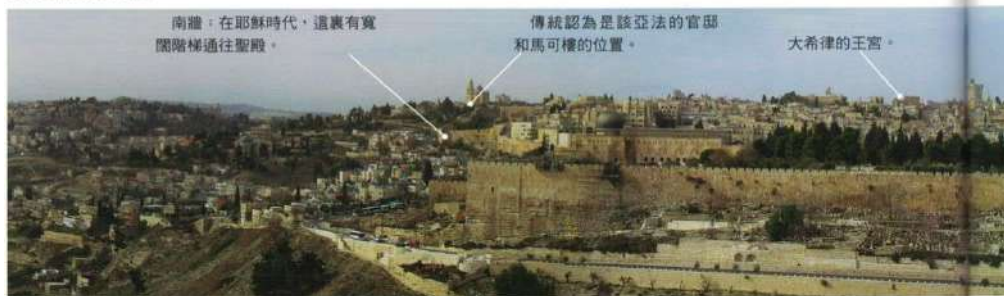 南牆：在耶穌時代，這裏有寬
闊階梯通往聖殿。
傳統認為是該亞法的官邸
和馬可樓的位置。
大希律的王宮。